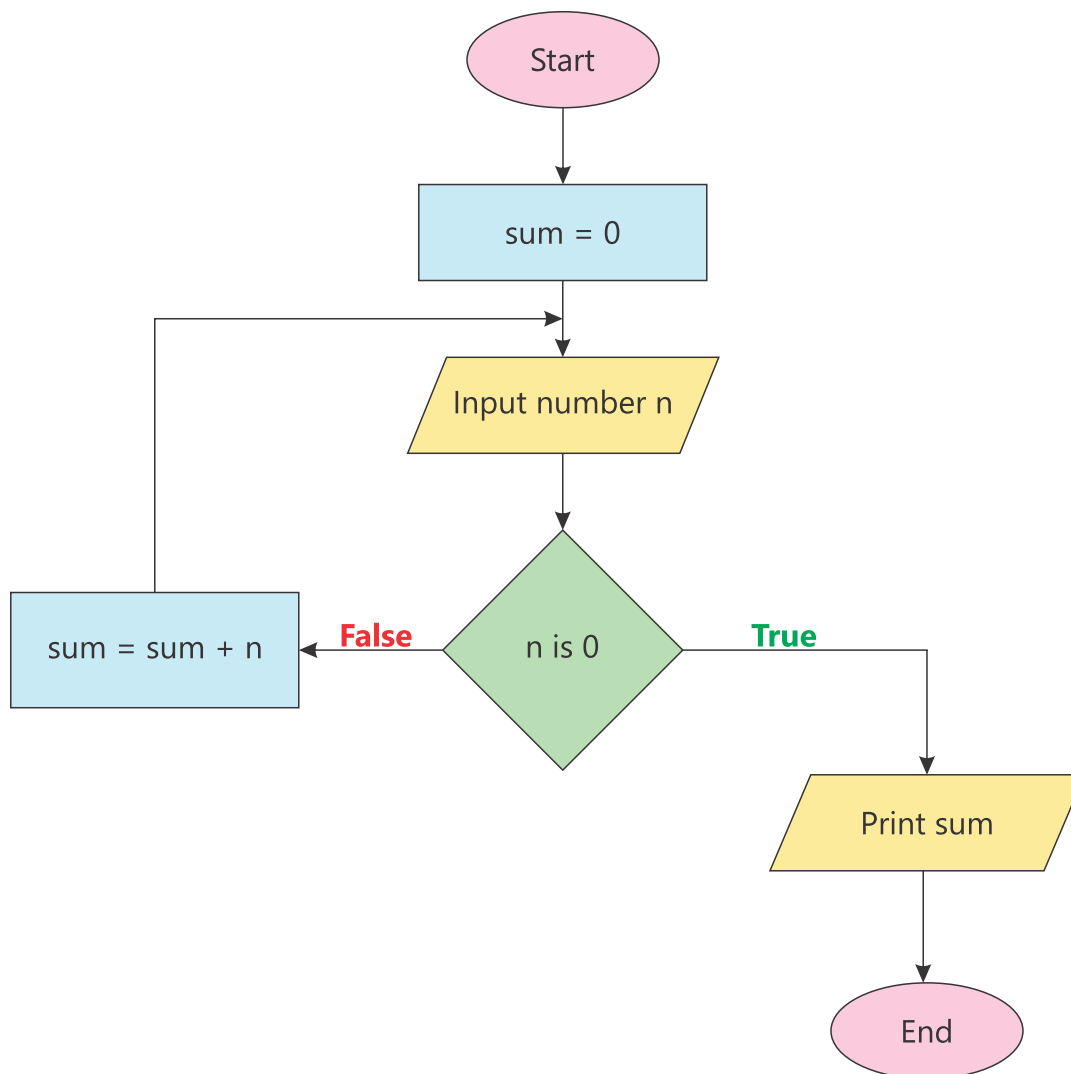 Start
sum = 0
Input number n
n is 0
False
True
sum = sum + n
Print sum
End